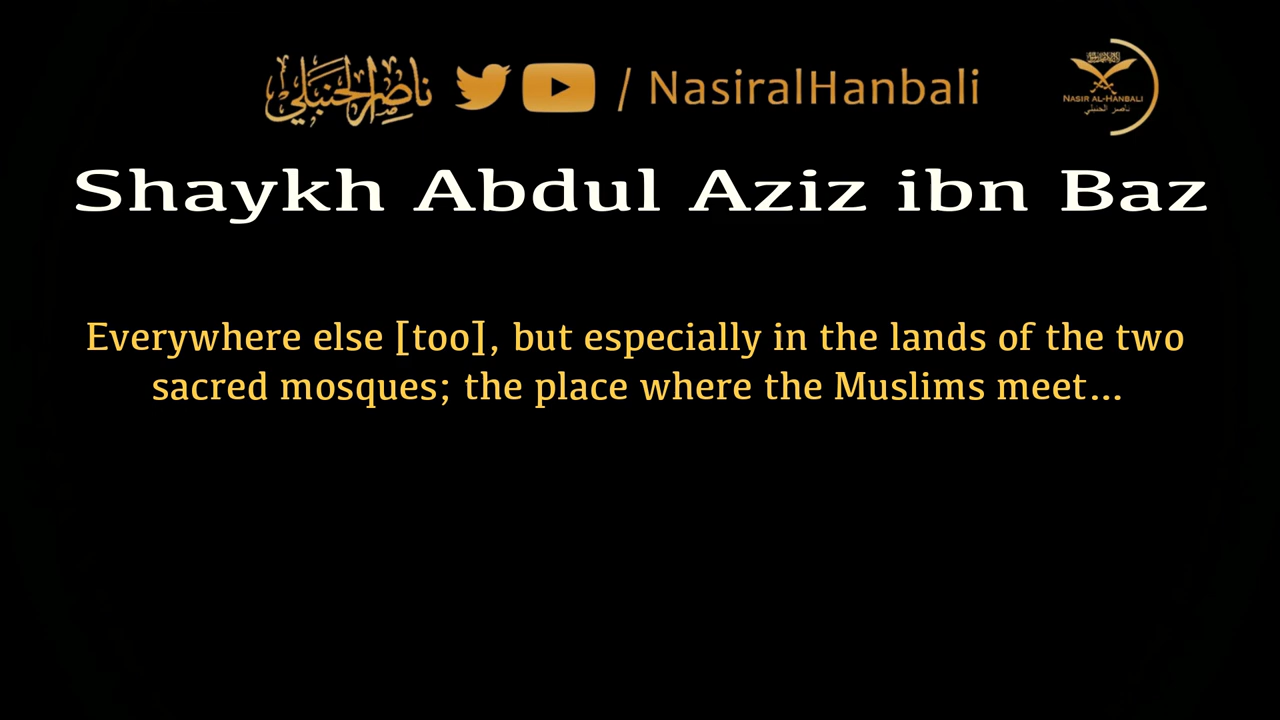 ناصر الحنبلي / NasiralHanbali
NASIR AL-HANBALI
ناصر الحنبلي
Shaykh Abdul Aziz ibn Baz
Everywhere else [too], but especially in the lands of the two
sacred mosques; the place where the Muslims meet...